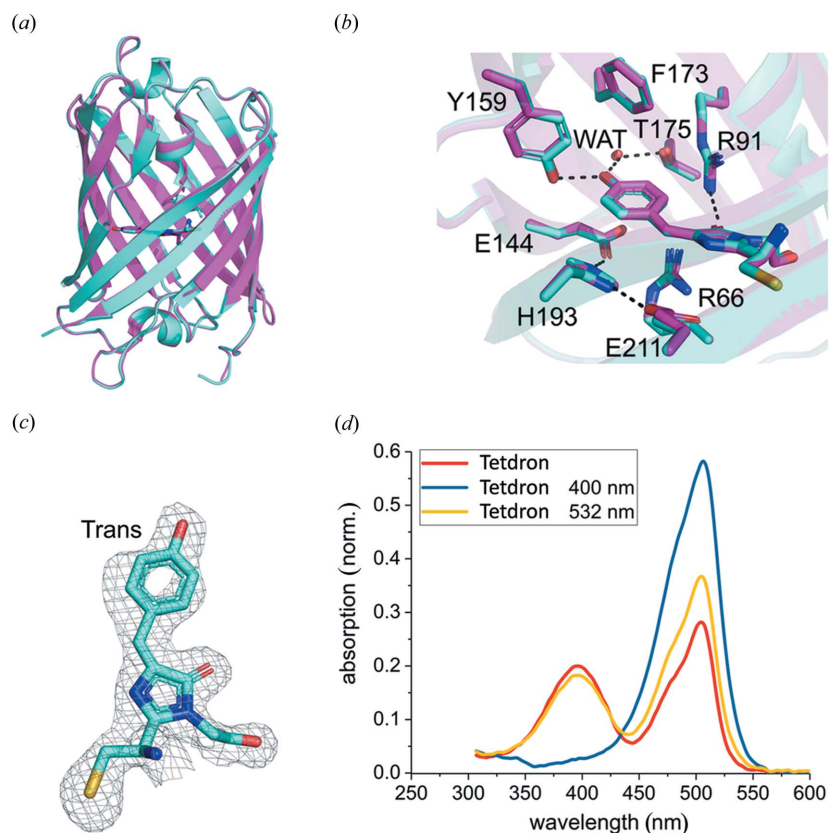 (a)
(b)
F173
Y159
T175
WAT
R91
E144
R66
H193
E211
(c)
Trans
(d)
0.6
0.5
0.4
0.3
0.2
0.1
0.0
absorption (norm.)
Tetdron
Tetdron 400 nm
Tetdron 532 nm
250 300 350 400 450 500 550 600
wavelength (nm)